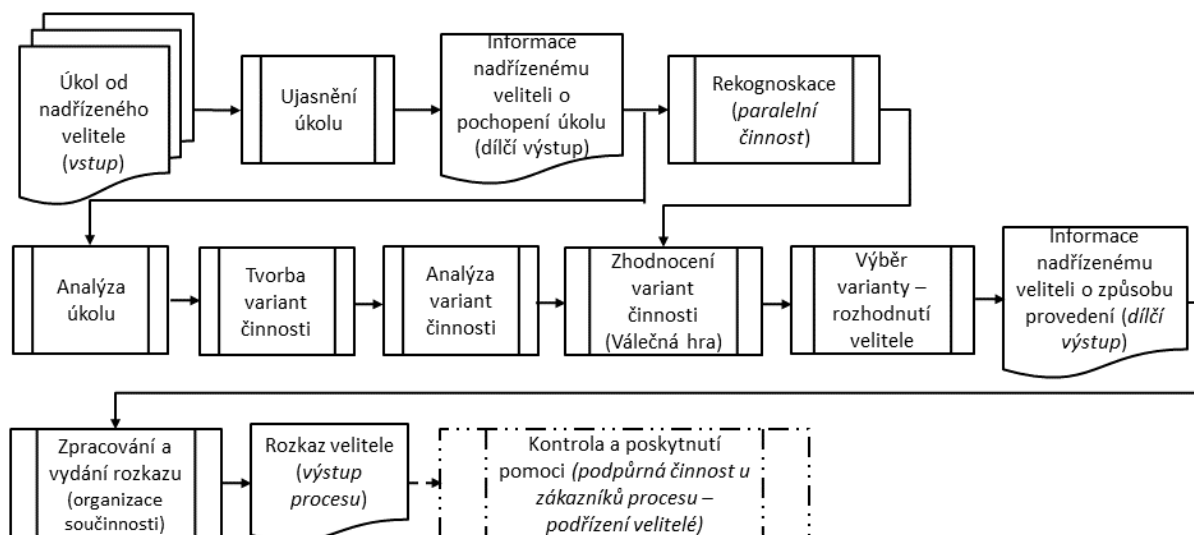 Úkol od
nadřízeného
velitele
(vstup)
Ujasnění
úkolu
Informace
nadřízenému
veliteli o
pochopení úkolu
(dílčí výstup)
Rekognoskace
(paralelní
činnost)
Analýza
úkolu
Tvorba
variant
činnosti
Analýza
variant
činnosti
Zhodnocení
variant
činnosti
(Válečná hra)
Výběr
varianty –
rozhodnutí
velitele
Informace
nadřízenému
veliteli o způsobu
provedení (dílčí
výstup)
Zpracování a
vydání rozkazu
(organizace
součinnosti)
Rozkaz velitele
(výstup
procesu)
Kontrola a poskytnutí
pomoci (podpůrná činnost u
zákazníků procesu –
podřízení velitelé)